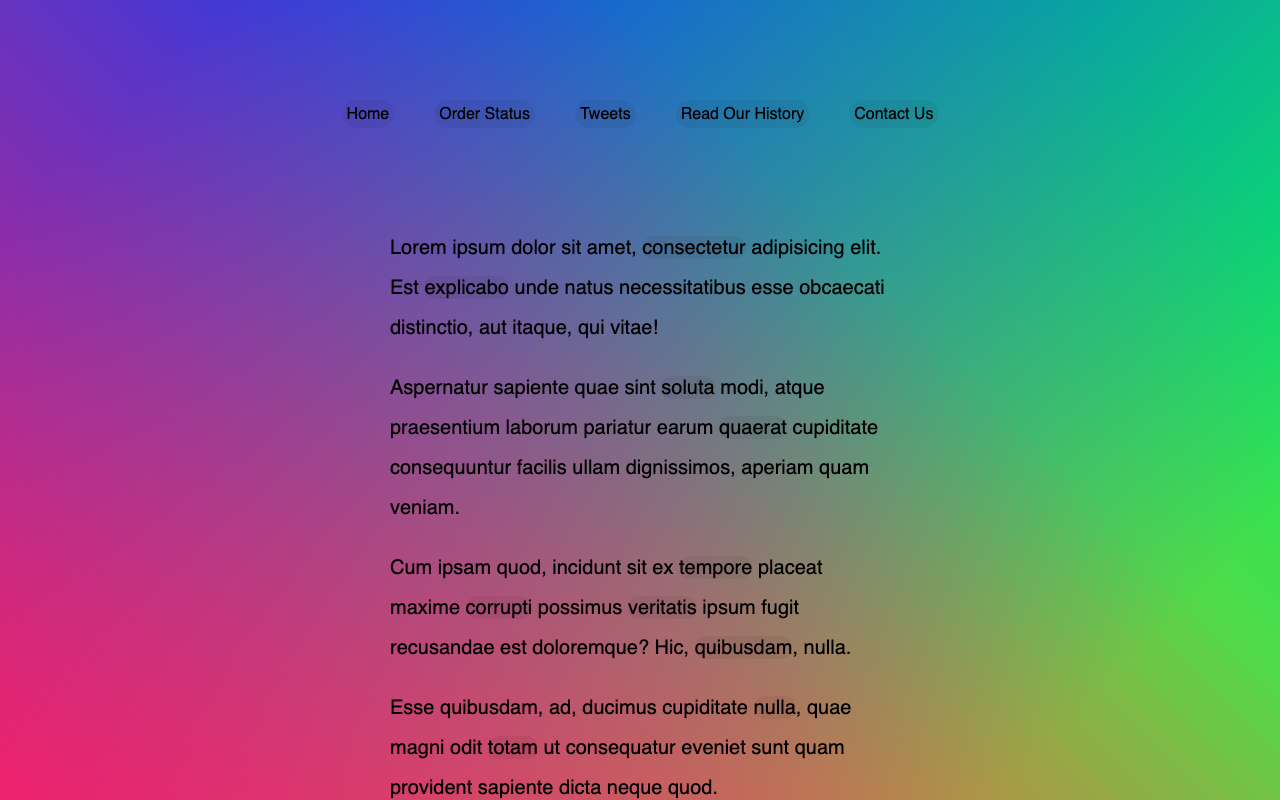 Home Order Status Tweets Read Our History Contact Us
Lorem ipsum dolor sit amet, consectetur adipisicing elit.
Est explicabo unde natus necessitatibus esse obcaecati
distinctio, aut itaque, qui vitae!
Aspernatur sapiente quae sint soluta modi, atque
praesentium laborum pariatur earum quaerat cupiditate
consequuntur facilis ullam dignissimos, aperiam quam
veniam.
Cum ipsam quod, incidunt sit ex tempore placeat
maxime corrupti possimus veritatis ipsum fugit
recusandae est doloremque? Hic, quibusdam, nulla.
Esse quibusdam, ad, ducimus cupiditate nulla, quae
magni odit totam ut consequatur eveniet sunt quam
provident sapiente dicta neque quod.